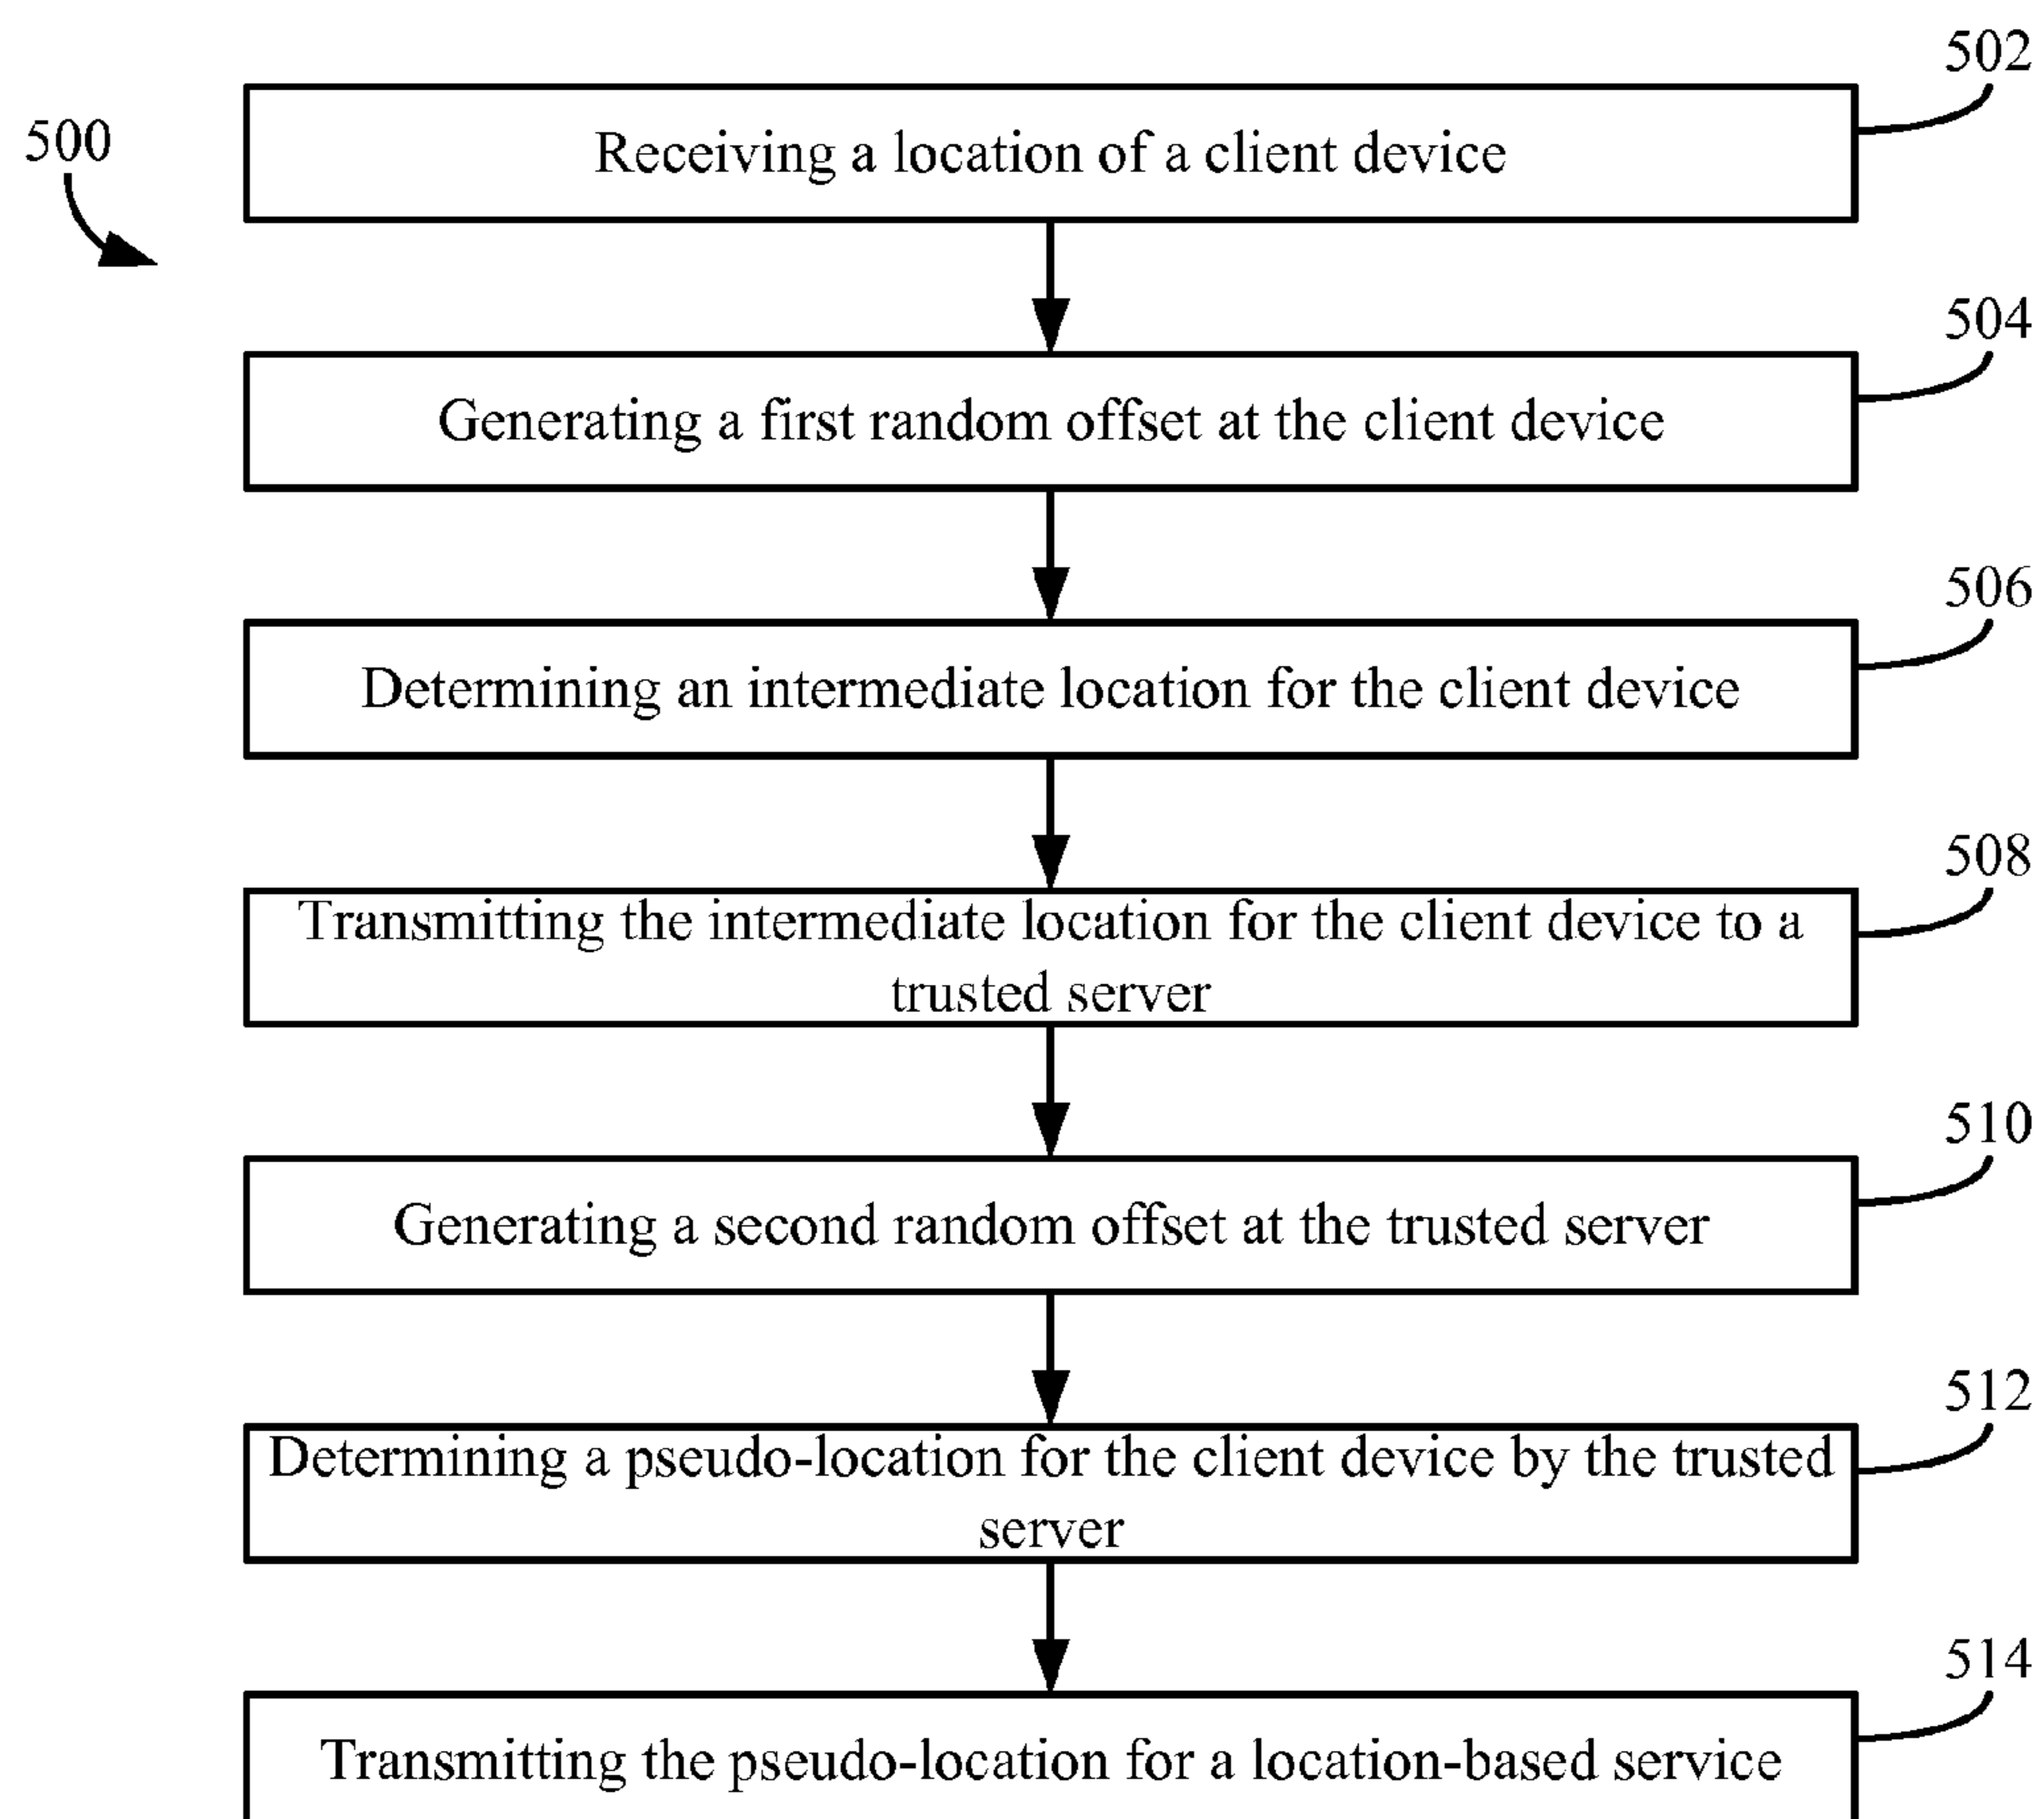 502
500
Receiving a location of a client device
504
Generating a first random offset at the client device
506
Determining an intermediate location for the client device
508
Transmitting the intermediate location for the client device to a
trusted server
510
Generating a second random offset at the trusted server
512
Determining a pseudo-location for the client device by the trusted
server
514
Transmitting the pseudo-location for a location-based service